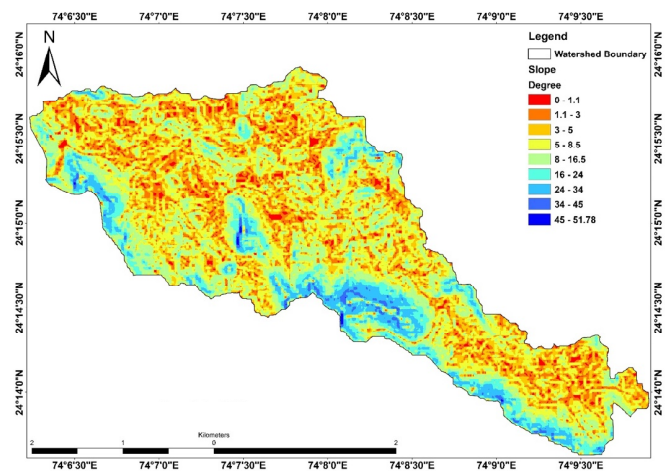 74°6'30"E 74°7'0"E 74°7'30"E 74°8'0"E 74°8'30"E 74°9'0"E 74°9'30"E
N
24°16'0"N
24°15'30"N
24°15'0"N
24°14'30"N
24°14'0"N
Legend
Watershed Boundary
Slope
Degree
0 - 1.1
1.1 - 3
3 - 5
5 - 8.5
8 - 16.5
16 - 24
24 - 34
34 - 45
45 - 51.78
24°16'0"N
24°15'30"N
24°15'0"N
24°14'30"N
24°14'0"N
Kilometers
2 1 0 2
74°6'30"E 74°7'0"E 74°7'30"E 74°8'0"E 74°8'30"E 74°9'0"E 74°9'30"E